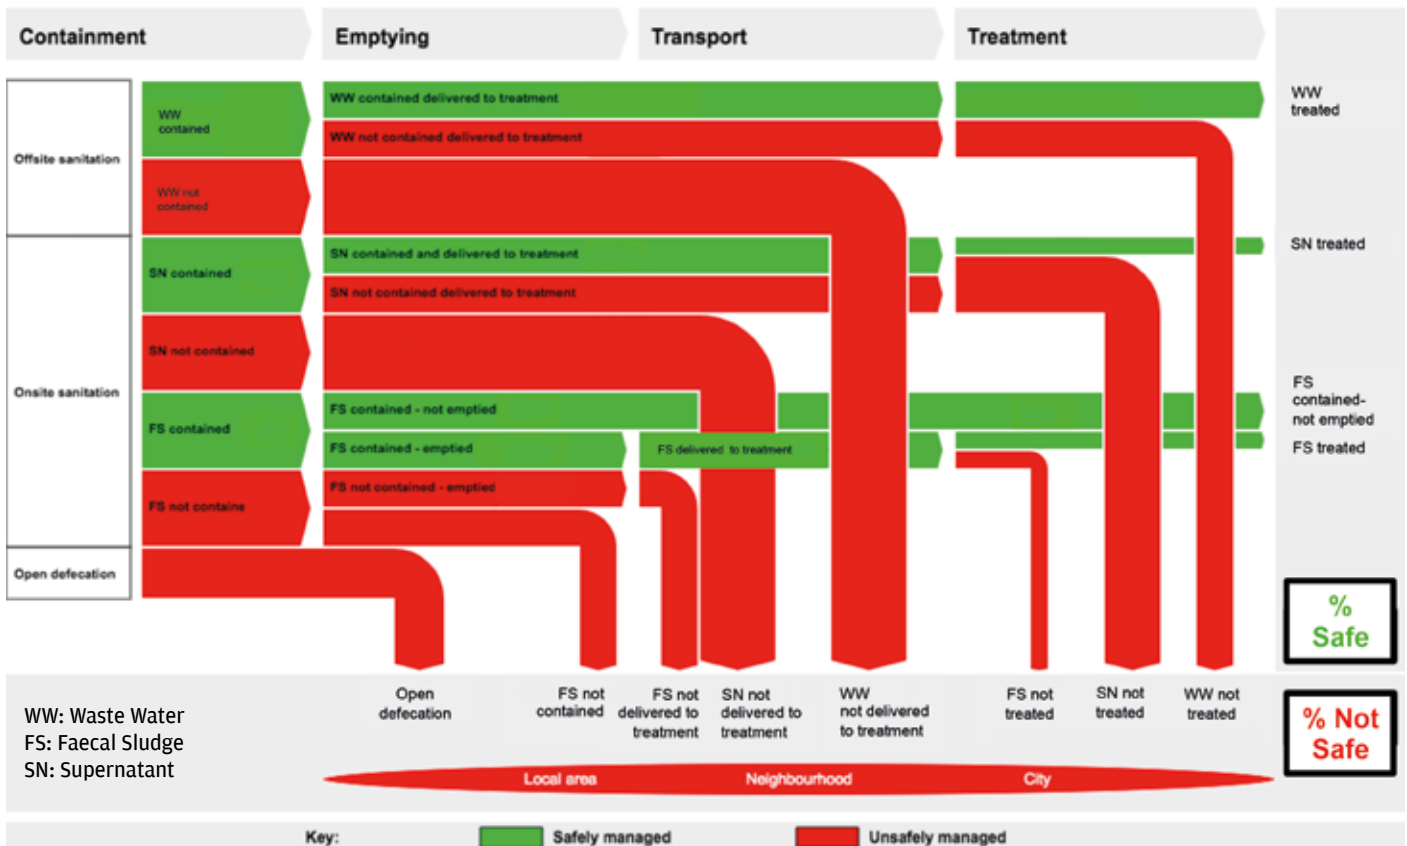 Containment
Emptying
Transport
Treatment
Offsite sanitation
Onsite sanitation
Open defecation
WW
contained
WW not
contained
SN contained
SN not contained
FS contained
FS not containe
WW contained delivered to treatment
WW not contained delivered to treatment
SN contained and delivered to treatment
SN not contained delivered to treatment
FS contained - not emptied
FS contained - emptied
FS delivered to treatment
FS not contained - emptied
WW
treated
SN treated
FS
contained-
not emptied
FS treated
%
Safe
% Not
Safe
Open
defecation
FS not
contained
FS not
delivered to
treatment
SN not
delivered to
treatment
WW
not delivered
to treatment
FS not
treated
SN not
treated
WW not
treated
WW: Waste Water
FS: Faecal Sludge
SN: Supernatant
Local area
Neighbourhood
City
Key:
Safely managed
Unsafely managed